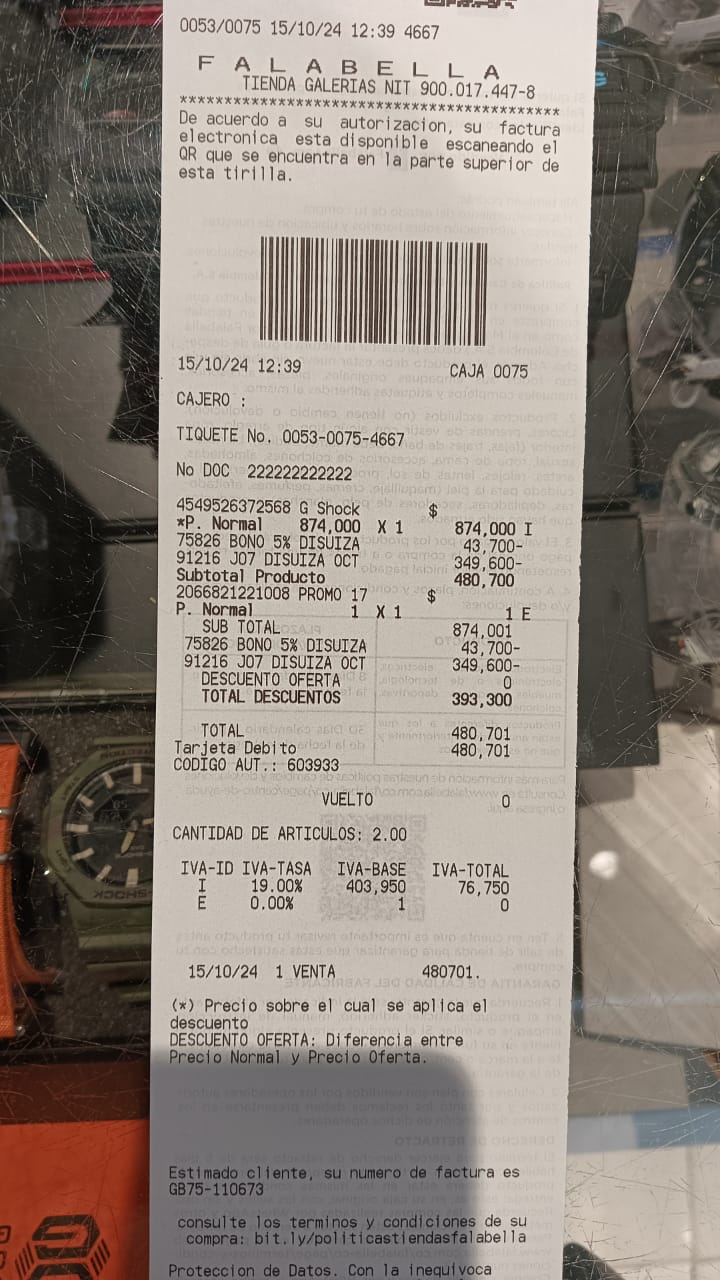 0053/0075 15/10/24 12:39 4667
F A L A B E L L A
TIENDA GALERIAS NIT 900.017.447-8
******************************************
De acuerdo a su autorizacion, su factura
electronica esta disponible escaneando el
QR que se encuentra en la parte superior de
esta tirilla.
15/10/24 12:39 CAJA 0075
CAJERO :
TIQUETE No. 0053-0075-4667
No DOC 222222222222
4549526372568 G Shock $
*P. Normal 874,000 X 1 874,000 I
75826 BONO 5% DISUIZA 43,700-
91216 J07 DISUIZA OCT 349,600-
Subtotal Producto 480,700
2066821221008 PROMO 17 $
P. Normal 1 X 1 1 E
SUB TOTAL 874,001
75826 BONO 5% DISUIZA 43,700-
91216 J07 DISUIZA OCT 349,600-
DESCUENTO OFERTA 0
TOTAL DESCUENTOS 393,300
TOTAL 480,701
Tarjeta Debito 480,701
CODIGO AUT.: 603933
VUELTO 0
CANTIDAD DE ARTICULOS: 2.00
IVA-ID IVA-TASA IVA-BASE IVA-TOTAL
I 19.00% 403,950 76,750
E 0.00% 1 0
15/10/24 1 VENTA 480701.
(*) Precio sobre el cual se aplica el
descuento
DESCUENTO OFERTA: Diferencia entre
Precio Normal y Precio Oferta.
Estimado cliente, su numero de factura es
GB75-110673
consulte los terminos y condiciones de su
compra: bit.ly/politicastiendasfalabella
Proteccion de Datos. Con la inequivoca